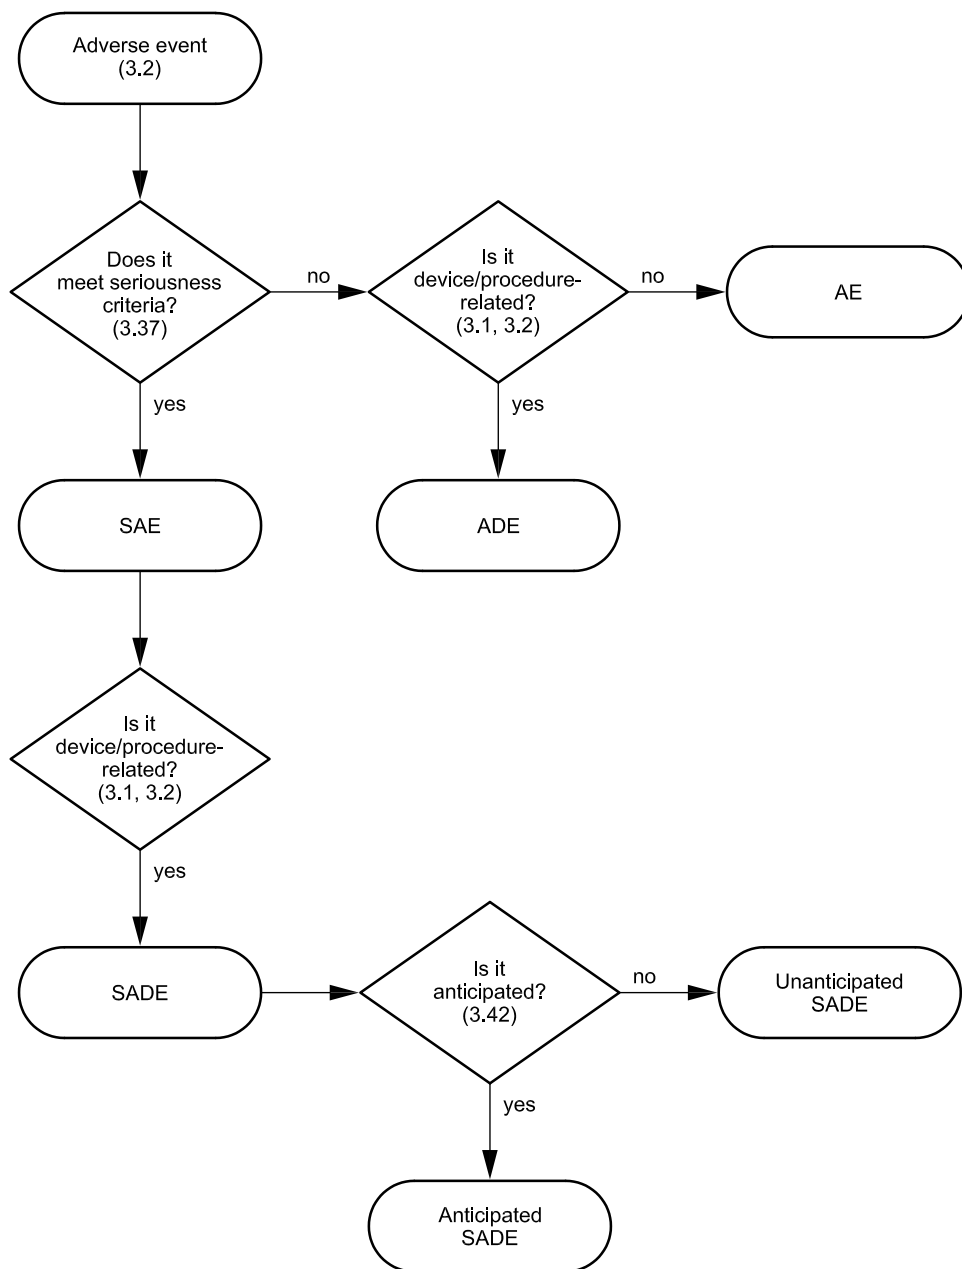 Adverse event
(3.2)
Does it
meet seriousness
criteria?
(3.37)
no
Is it
device/procedure-
related?
(3.1, 3.2)
no
AE
yes
yes
SAE
ADE
Is it
device/procedure-
related?
(3.1, 3.2)
yes
SADE
Is it
anticipated?
(3.42)
no
Unanticipated
SADE
yes
Anticipated
SADE